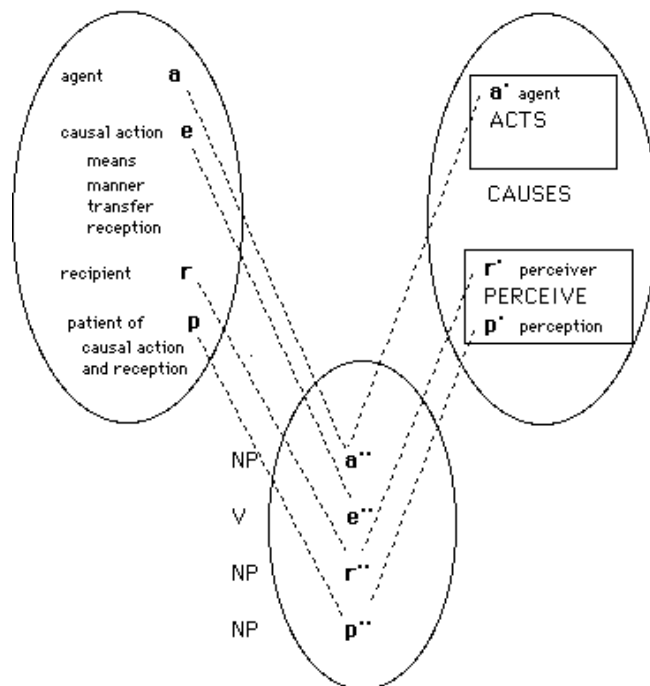 agent a
causal action e
means
manner
transfer
reception
recipient r
patient of p
causal action
and reception
a' agent
ACTS
CAUSES
r' perceiver
PERCEIVE
p' perception
NP a''
V e''
NP r''
NP p''